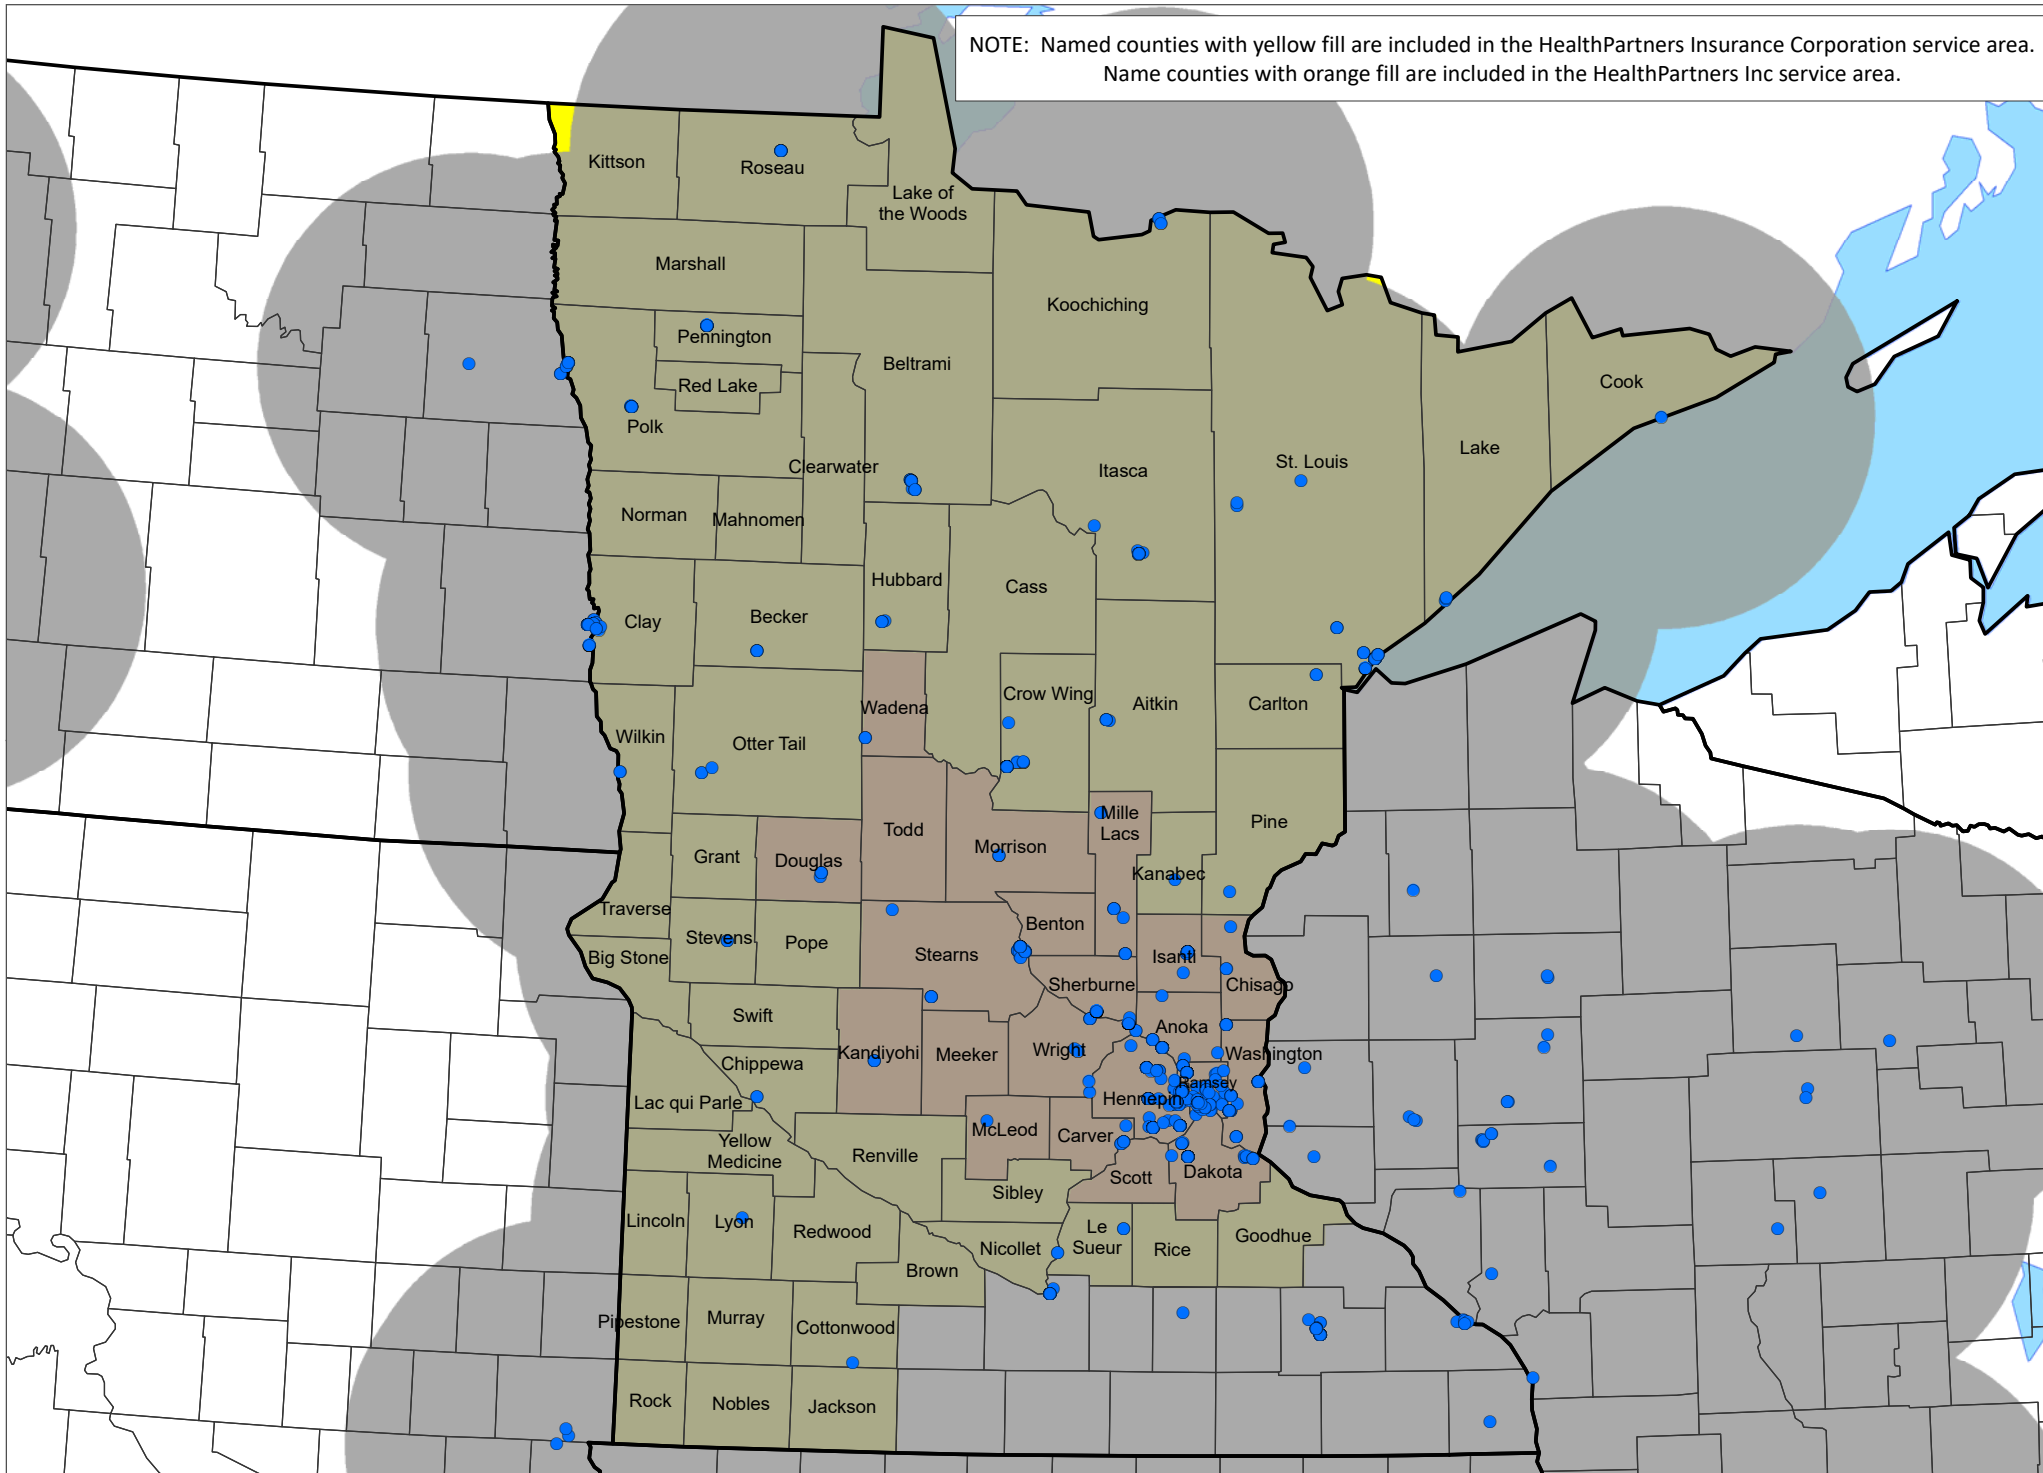 NOTE:  Named counties with yellow fill are included in the HealthPartners Insurance Corporation service area.
Name counties with orange fill are included in the HealthPartners Inc service area.
Kittson
Roseau
Lake of
the Woods
Marshall
Koochiching
Pennington
Beltrami
Red Lake
Cook
Polk
Lake
St. Louis
Clearwater
Itasca
Norman
Mahnomen
Hubbard
Cass
Becker
Clay
Crow Wing
Aitkin
Carlton
Wadena
Wilkin
Otter Tail
Mille
Lacs
Pine
Todd
Morrison
Grant
Douglas
Kanabec
Traverse
Benton
Stevens
Pope
Stearns
Isanti
Big Stone
Sherburne
Chisago
Swift
Anoka
Kandiyohi
Meeker
Wright
Washington
Chippewa
Ramsey
Hennepin
Lac qui Parle
McLeod
Carver
Yellow
Medicine
Renville
Dakota
Scott
Sibley
Lincoln
Lyon
Redwood
Le
Sueur
Goodhue
Nicollet
Rice
Brown
Pipestone
Murray
Cottonwood
Rock
Nobles
Jackson